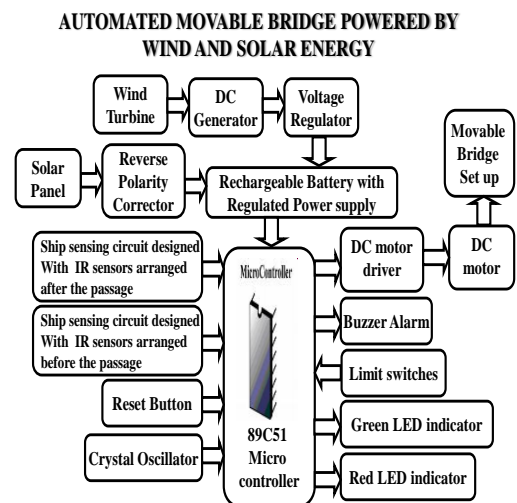 AUTOMATED MOVABLE BRIDGE POWERED BY
WIND AND SOLAR ENERGY
Wind
Turbine
DC
Generator
Voltage
Regulator
Movable
Bridge
Set up
Solar
Panel
Reverse
Polarity
Corrector
Rechargeable Battery with
Regulated Power supply
Ship sensing circuit designed
With IR sensors arranged
after the passage
MicroController
DC motor
driver
DC
motor
Ship sensing circuit designed
With IR sensors arranged
before the passage
Buzzer Alarm
Limit switches
Reset Button
Green LED indicator
89C51
Micro
controller
Crystal Oscillator
Red LED indicator